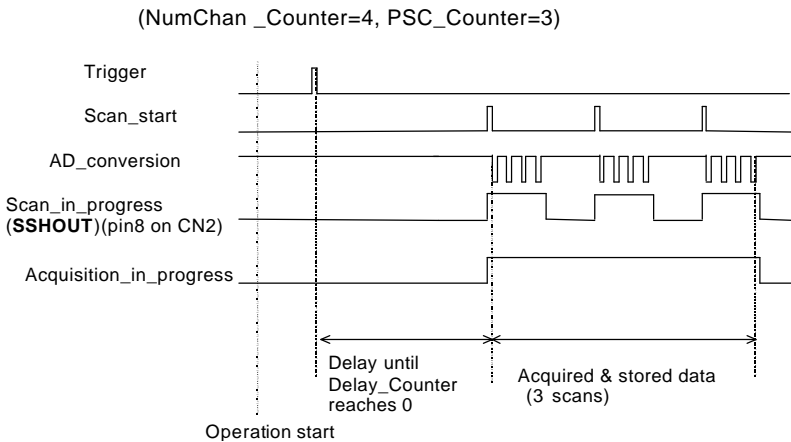 (NumChan _Counter=4, PSC_Counter=3)
Trigger
Scan_start
AD_conversion
Scan_in_progress
(SSHOUT)(pin8 on CN2)
Acquisition_in_progress
Delay until
Delay_Counter
reaches 0
Acquired & stored data
(3 scans)
Operation start